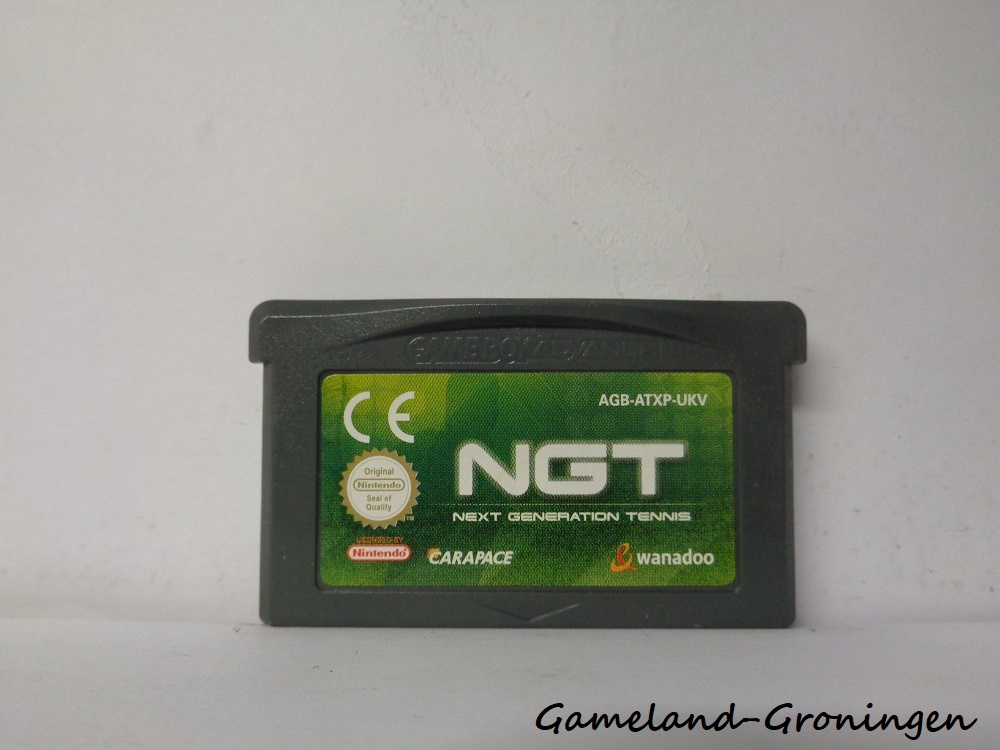 GAME BOY ADVANCE
CE
AGB-ATXP-UKV
Original
Nintendo
Seal of
Quality
TM
NGT
NEXT GENERATION TENNIS
LICENSED BY
Nintendo
CARAPACE
wanadoo
Gameland-Groningen